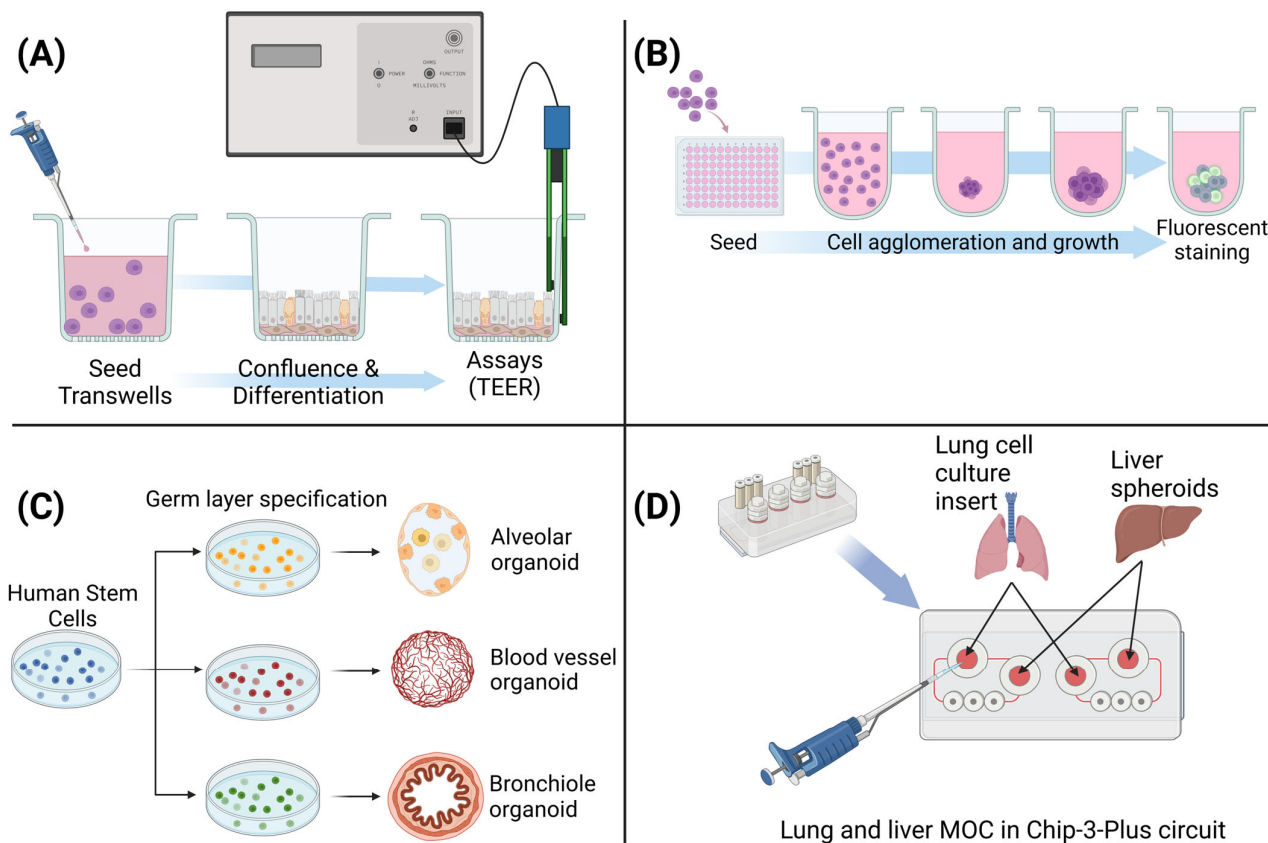 (A)
OUTPUT
I
POWER
O
OHMS
FUNCTION
MILLIVOLTS
R
ADJ
INPUT
Seed
Transwells
Confluence &
Differentiation
Assays
(TEER)
(B)
Seed
Cell agglomeration and growth
Fluorescent
staining
(C)
Germ layer specification
Human Stem
Cells
Alveolar
organoid
Blood vessel
organoid
Bronchiole
organoid
(D)
Lung cell
culture
insert
Liver
spheroids
Lung and liver MOC in Chip-3-Plus circuit